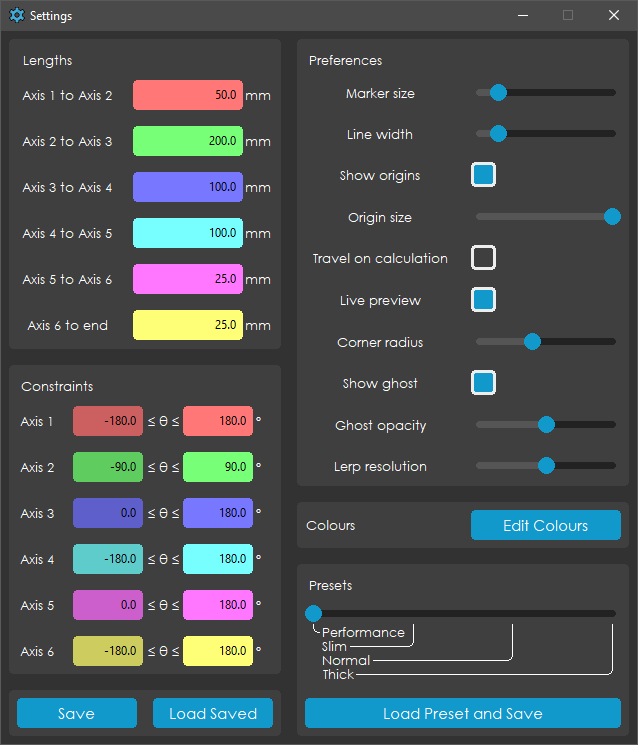 Settings
Lengths
Axis 1 to Axis 2 50.0 mm
Axis 2 to Axis 3 200.0 mm
Axis 3 to Axis 4 100.0 mm
Axis 4 to Axis 5 100.0 mm
Axis 5 to Axis 6 25.0 mm
Axis 6 to end 25.0 mm
Constraints
Axis 1 -180.0 ≤ θ ≤ 180.0 °
Axis 2 -90.0 ≤ θ ≤ 90.0 °
Axis 3 0.0 ≤ θ ≤ 180.0 °
Axis 4 -180.0 ≤ θ ≤ 180.0 °
Axis 5 0.0 ≤ θ ≤ 180.0 °
Axis 6 -180.0 ≤ θ ≤ 180.0 °
Save Load Saved
Preferences
Marker size
Line width
Show origins
Origin size
Travel on calculation
Live preview
Corner radius
Show ghost
Ghost opacity
Lerp resolution
Colours Edit Colours
Presets
Performance
Slim
Normal
Thick
Load Preset and Save